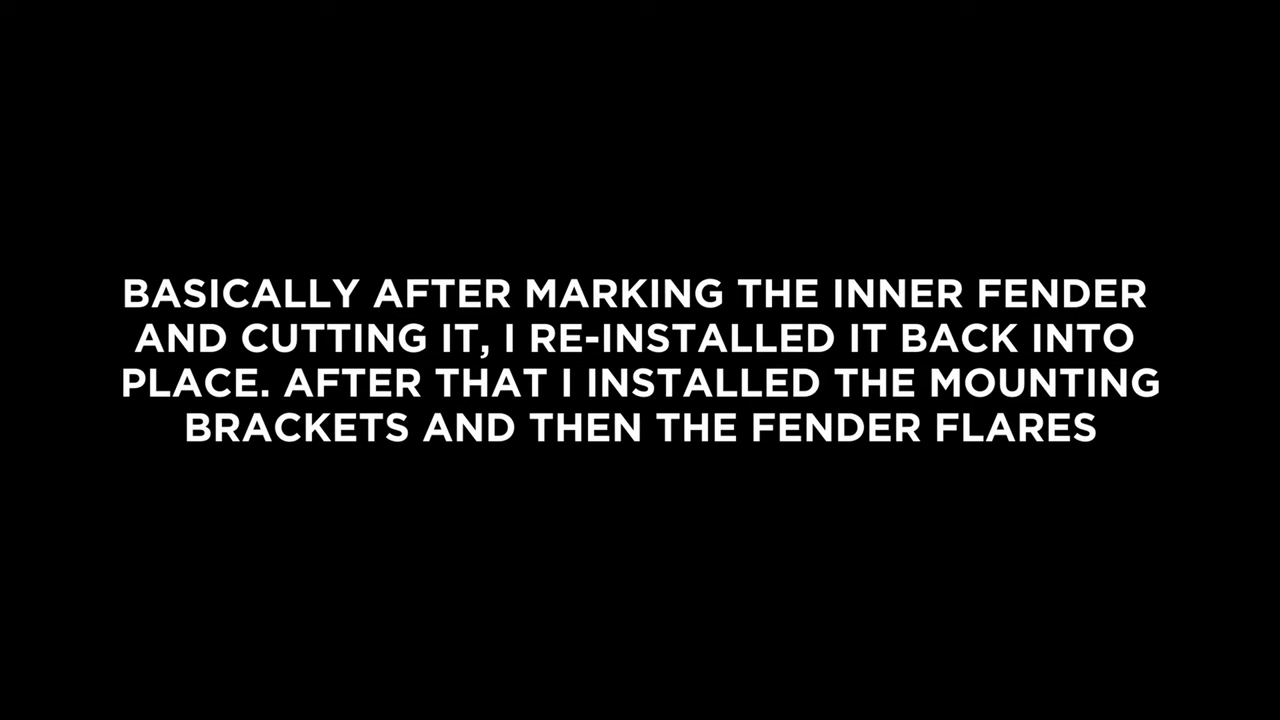 BASICALLY AFTER MARKING THE INNER FENDER
AND CUTTING IT, I RE-INSTALLED IT BACK INTO
PLACE. AFTER THAT I INSTALLED THE MOUNTING
BRACKETS AND THEN THE FENDER FLARES